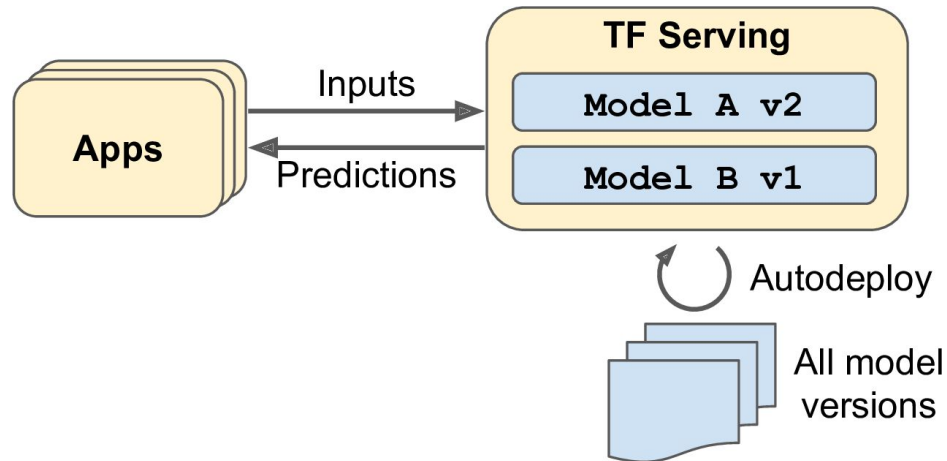 TF Serving
Inputs
Model A v2
Apps
Predictions
Model B v1
Autodeploy
All model
versions